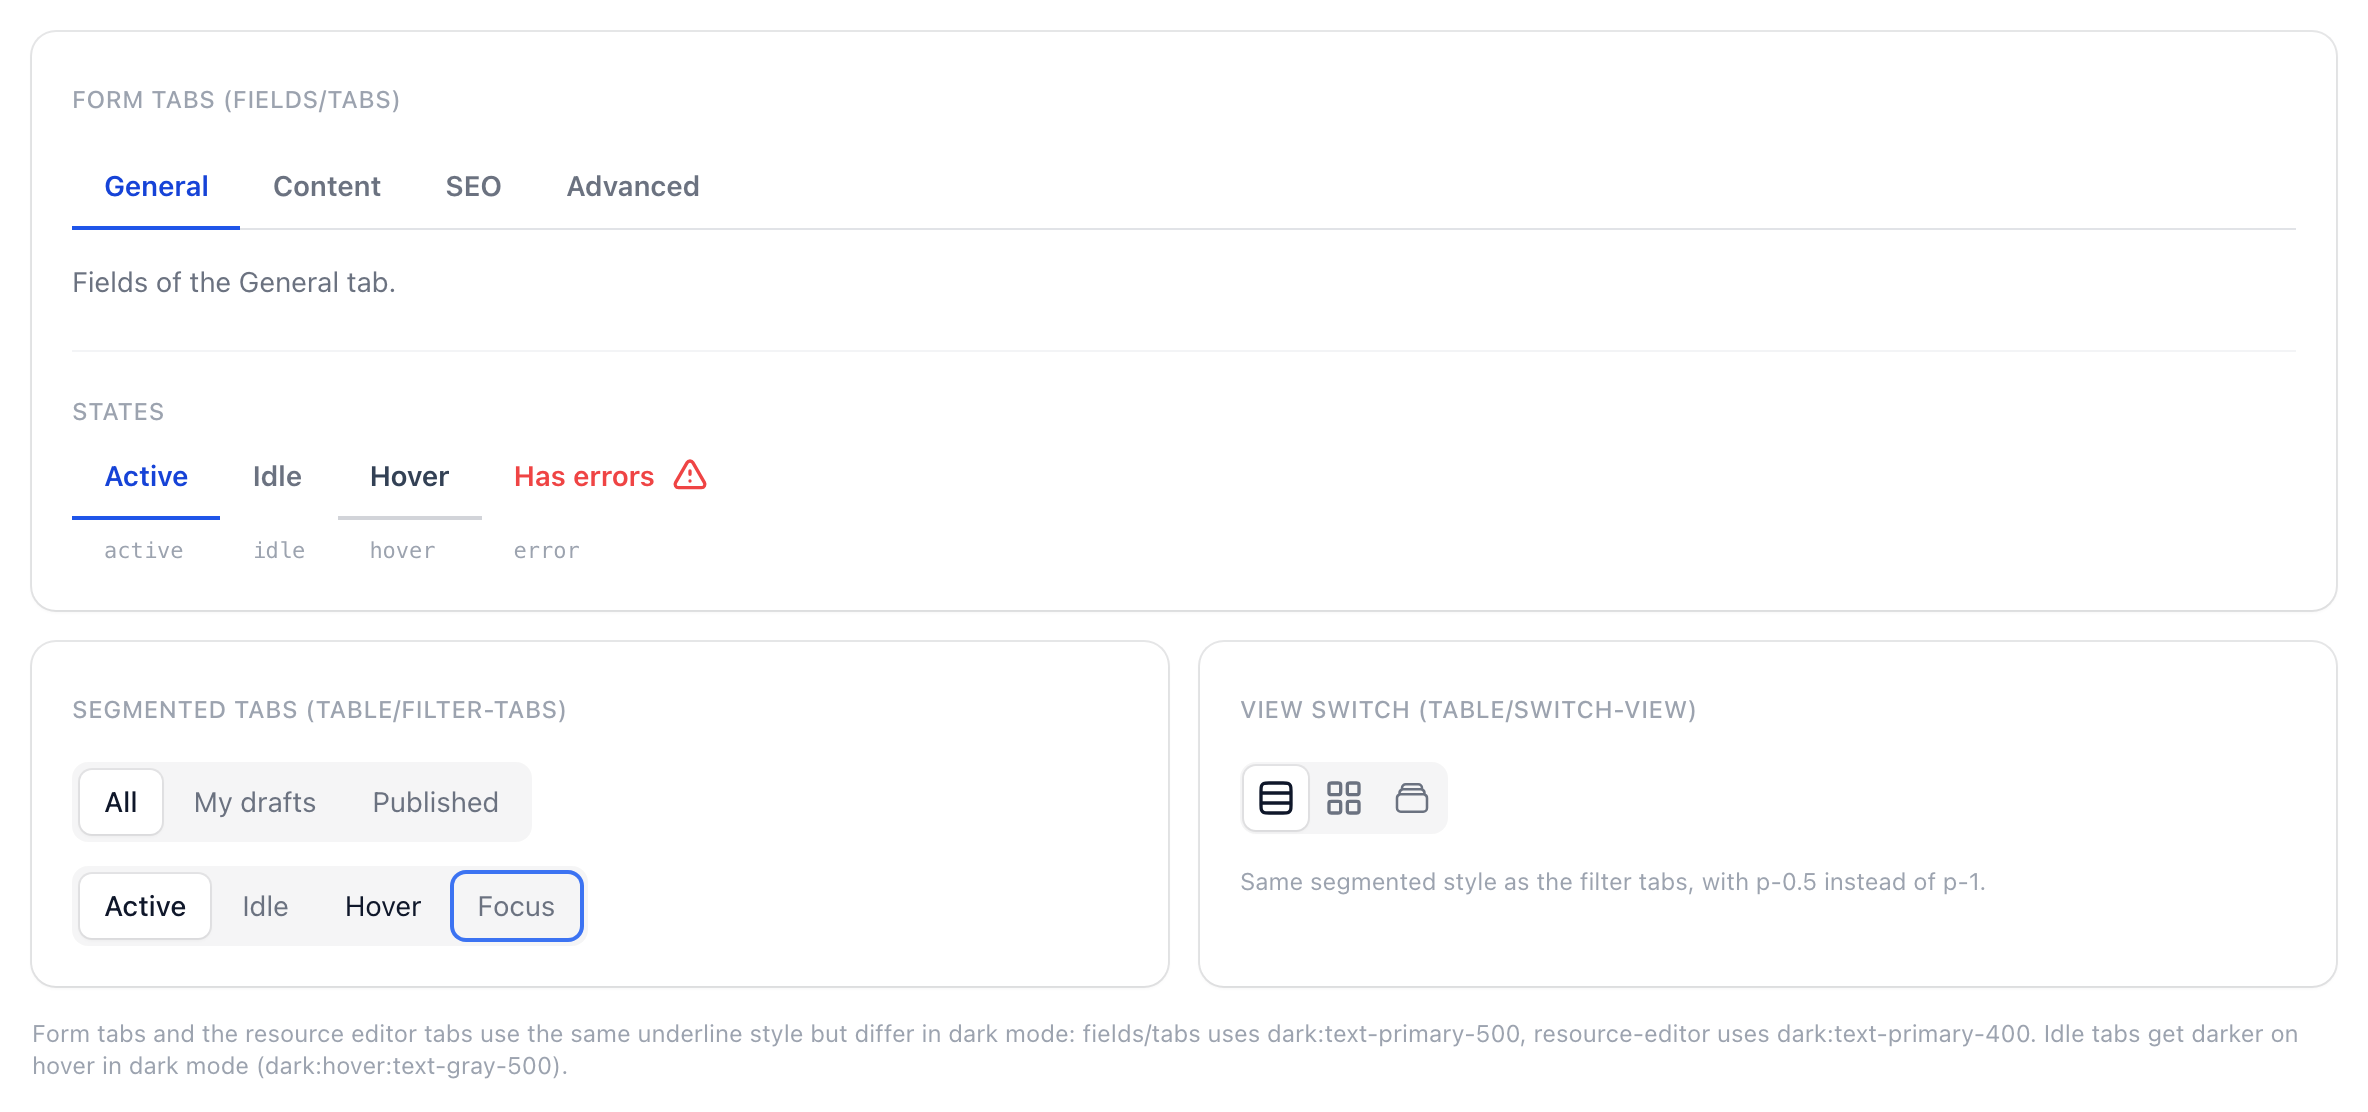 FORM TABS (FIELDS/TABS)
General Content SEO Advanced
Fields of the General tab.
STATES
Active Idle Hover Has errors
active idle hover error
SEGMENTED TABS (TABLE/FILTER-TABS)
All My drafts Published
Active Idle Hover Focus
VIEW SWITCH (TABLE/SWITCH-VIEW)
Same segmented style as the filter tabs, with p-0.5 instead of p-1.
Form tabs and the resource editor tabs use the same underline style but differ in dark mode: fields/tabs uses dark:text-primary-500, resource-editor uses dark:text-primary-400. Idle tabs get darker on
hover in dark mode (dark:hover:text-gray-500).